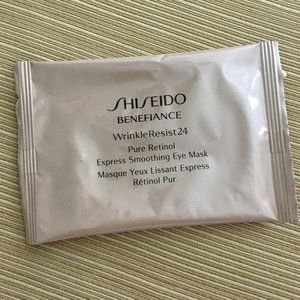 SHISEIDO
BENEFIANCE
WrinkleResist24
Pure Retinol
Express Smoothing Eye Mask
Masque Yeux Lissant Express
Rétinol Pur